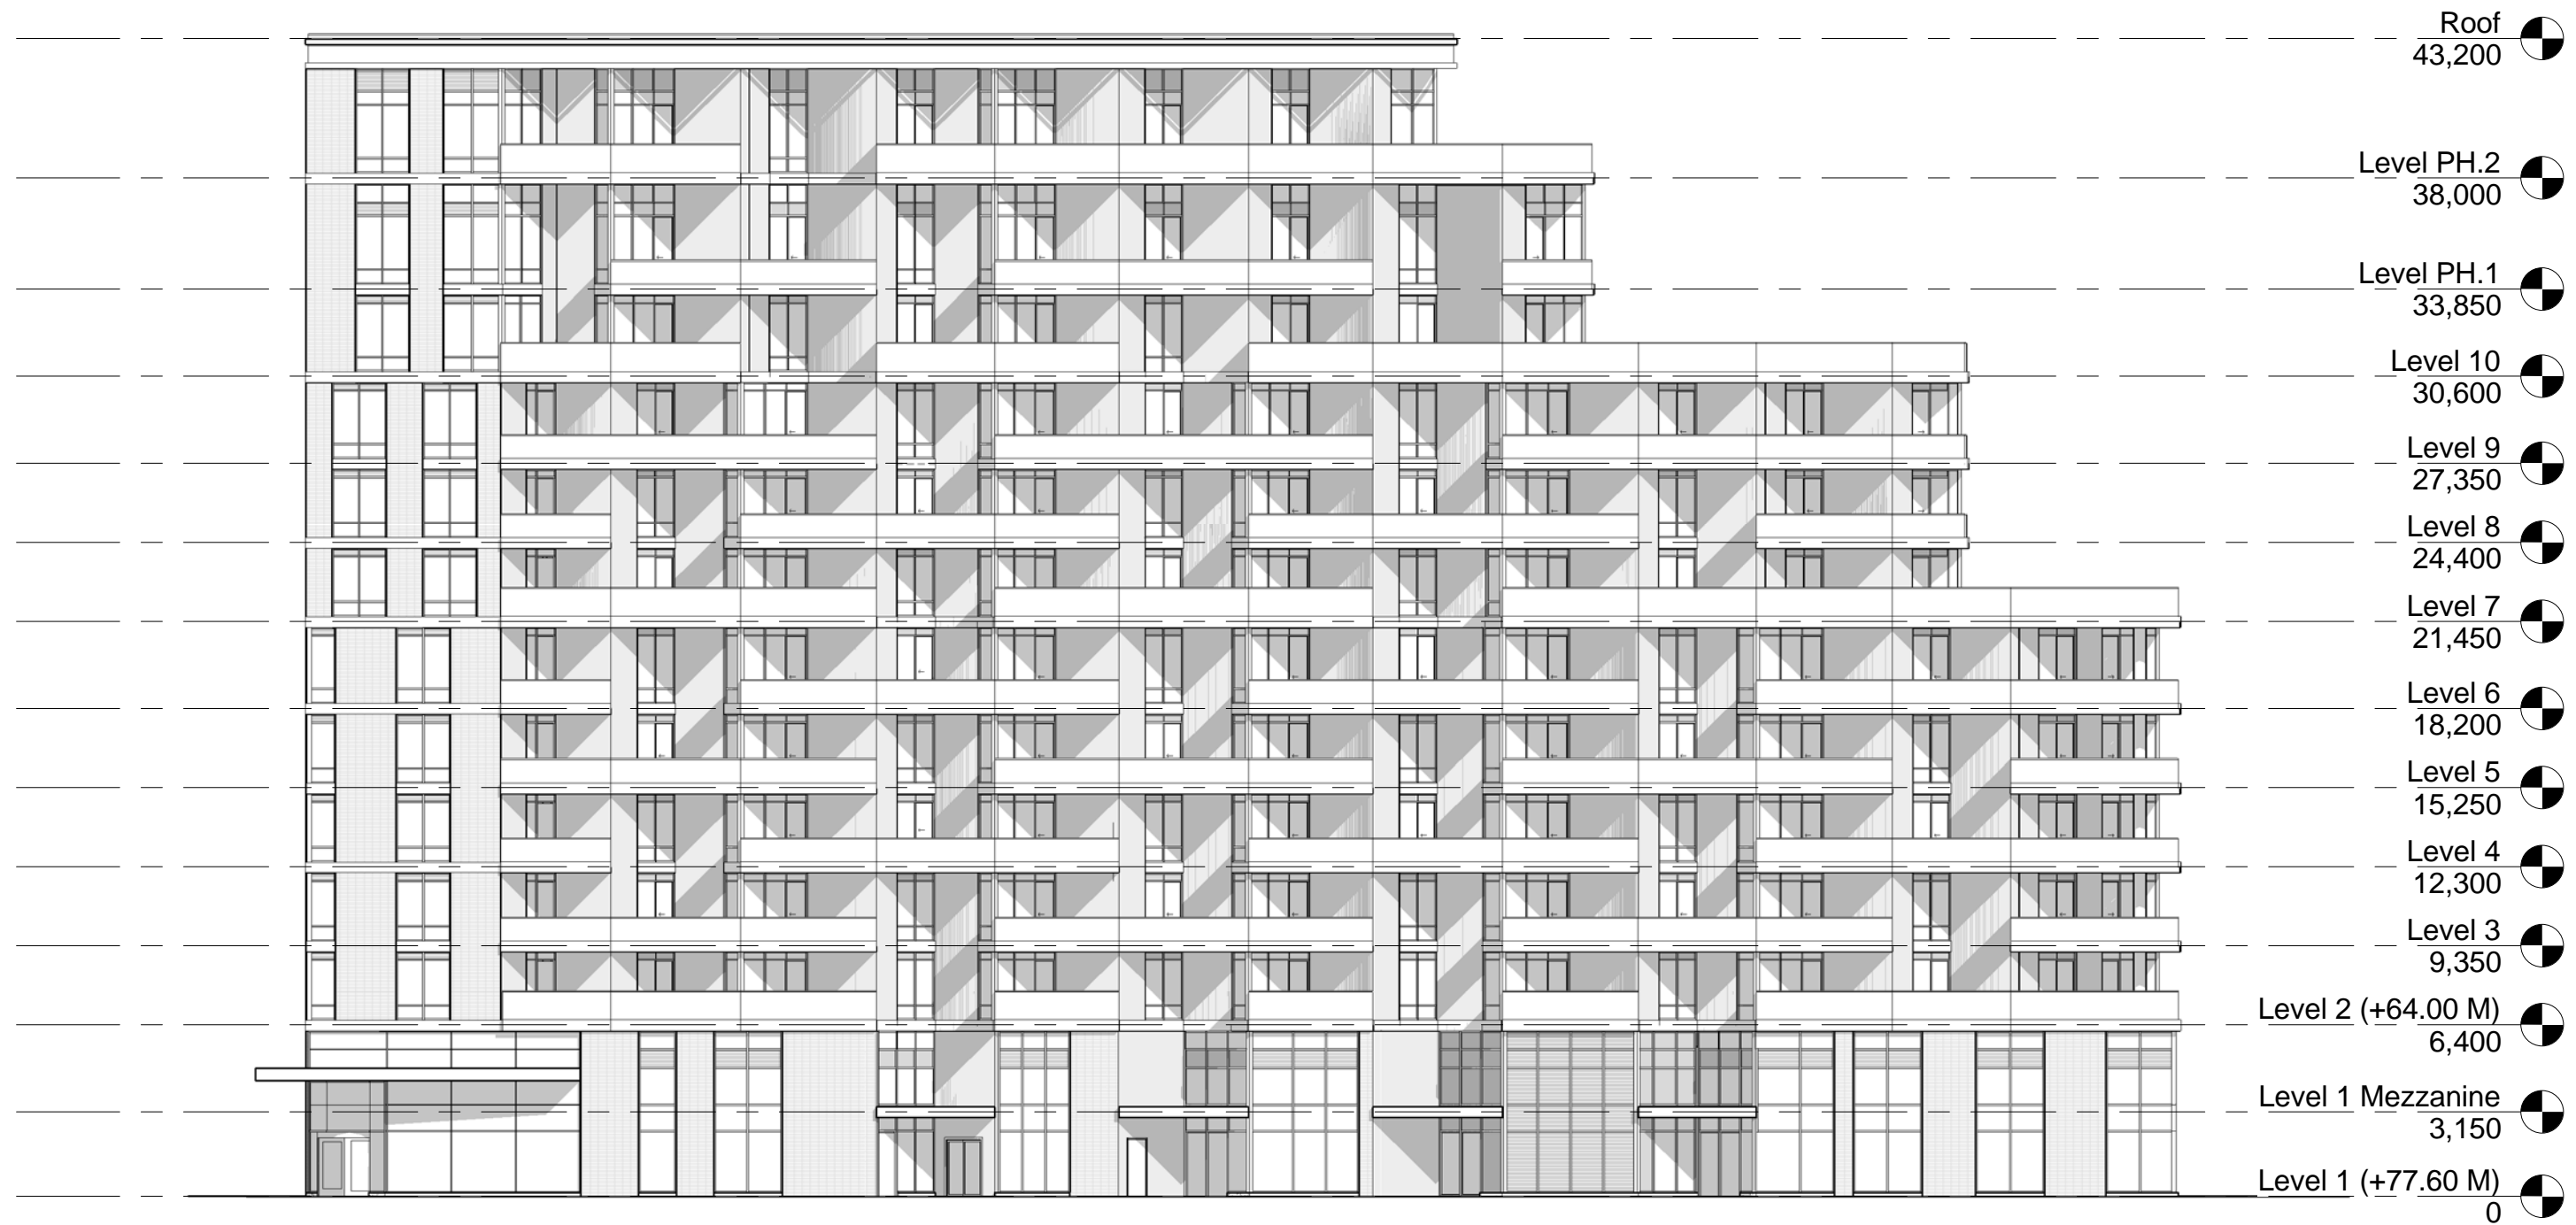 Roof
43,200
Level PH.2
38,000
Level PH.1
33,850
Level 10
30,600
Level 9
27,350
Level 8
24,400
Level 7
21,450
Level 6
18,200
Level 5
15,250
Level 4
12,300
Level 3
9,350
Level 2 (+64.00 M)
6,400
Level 1 Mezzanine
3,150
Level 1 (+77.60 M)
0